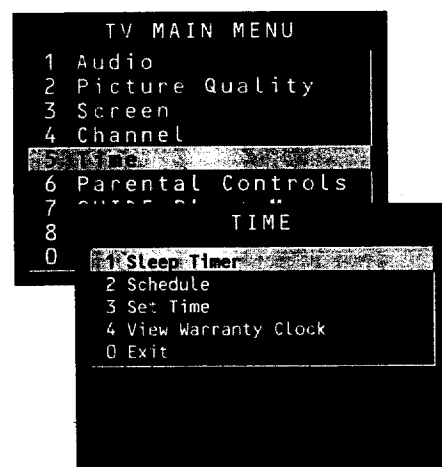 TV MAIN MENU
1 Audio
2 Picture Quality
3 Screen
4 Channel
5 Time
6 Parental Controls
7
8
0
TIME
1 Sleep Timer
2 Schedule
3 Set Time
4 View Warranty Clock
0 Exit